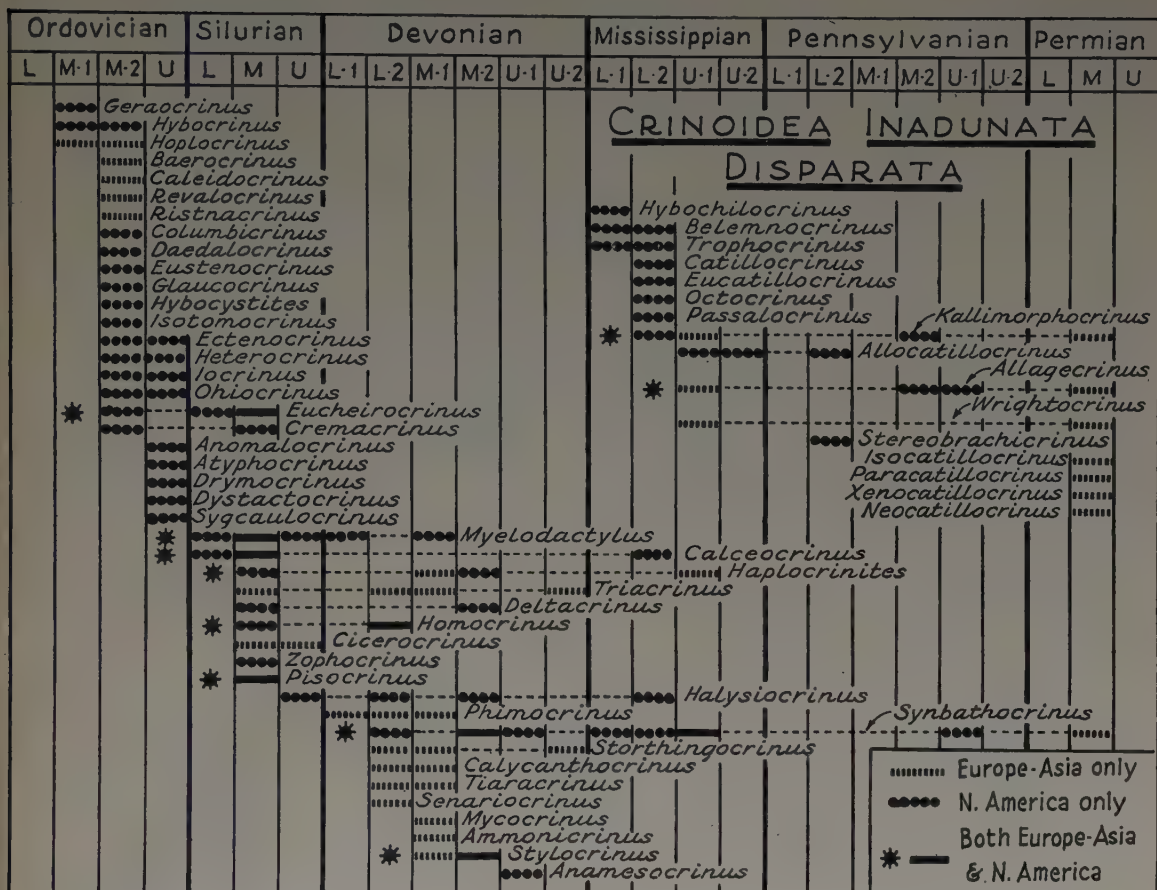 Ordovician Silurian Devonian Mississippian Pennsylvanian Permian
L M·1 M·2 U L M U L·1 L·2 M·1 M·2 U·1 U·2 L·1 L·2 U·1 U·2 L·1 L·2 M·1 M·2 U·1 U·2 L M U
CRINOIDEA INADUNATA
DISPARATA
Geraocrinus
Hybocrinus
Hoplocrinus
Baerocrinus
Caleidocrinus
Revalocrinus
Ristnacrinus
Columbicrinus
Daedalocrinus
Eustenocrinus
Glaucocrinus
Hybocystites
Isotomocrinus
Ectenocrinus
Heterocrinus
Iocrinus
Ohiocrinus
Eucheirocrinus
Cremacrinus
Anomalocrinus
Atyphocrinus
Drymocrinus
Dystactocrinus
Sygcaulocrinus
Hybochilocrinus
Belemnocrinus
Trophocrinus
Catillocrinus
Eucatillocrinus
Octocrinus
Passalocrinus
Kallimorphocrinus
Allocatillocrinus
Allagecrinus
Wrightocrinus
Stereobrachicrinus
Isocatillocrinus
Paracatillocrinus
Xenocatillocrinus
Neocatillocrinus
Myelodactylus
Calceocrinus
Haplocrinites
Triacrinus
Deltacrinus
Homocrinus
Cicerocrinus
Zophocrinus
Pisocrinus
Halysiocrinus
Phimocrinus
Synbathocrinus
Storthingocrinus
Calycanthocrinus
Tiaracrinus
Senariocrinus
Mycocrinus
Ammonicrinus
Stylocrinus
Anamesocrinus
Europe-Asia only
N. America only
Both Europe-Asia
& N. America